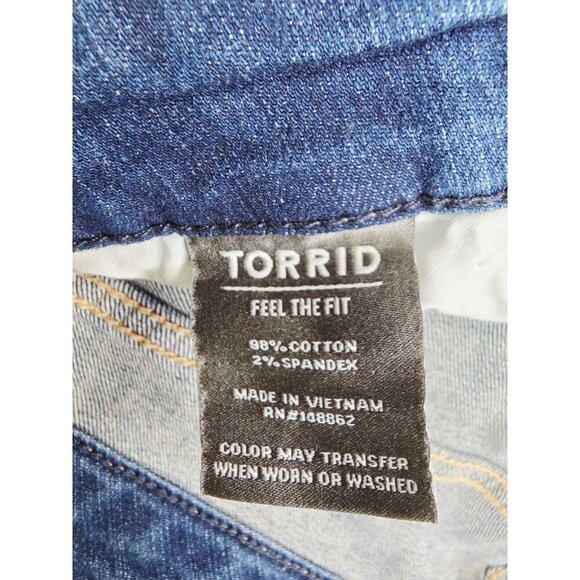 TORRID
FEEL THE FIT
98% COTTON
2% SPANDEX
MADE IN VIETNAM
RN#148862
COLOR MAY TRANSFER
WHEN WORN OR WASHED